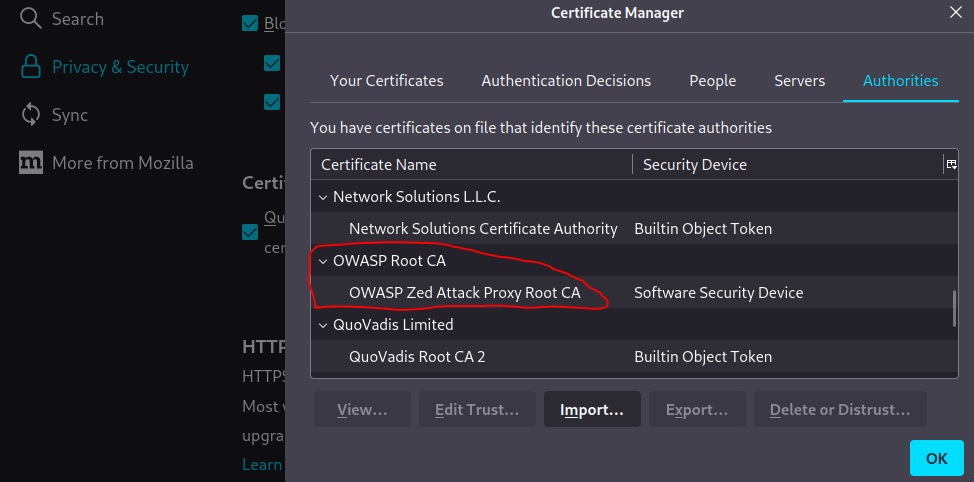 Certificate Manager
Search
Privacy & Security
Sync
More from Mozilla
Your Certificates Authentication Decisions People Servers Authorities
You have certificates on file that identify these certificate authorities
Certificate Name Security Device
Network Solutions L.L.C.
Network Solutions Certificate Authority Builtin Object Token
OWASP Root CA
OWASP Zed Attack Proxy Root CA Software Security Device
QuoVadis Limited
QuoVadis Root CA 2 Builtin Object Token
View... Edit Trust... Import... Export... Delete or Distrust...
OK
Blo
Certi
Qu
cer
HTTP
HTTPS
Most
upgra
Learn